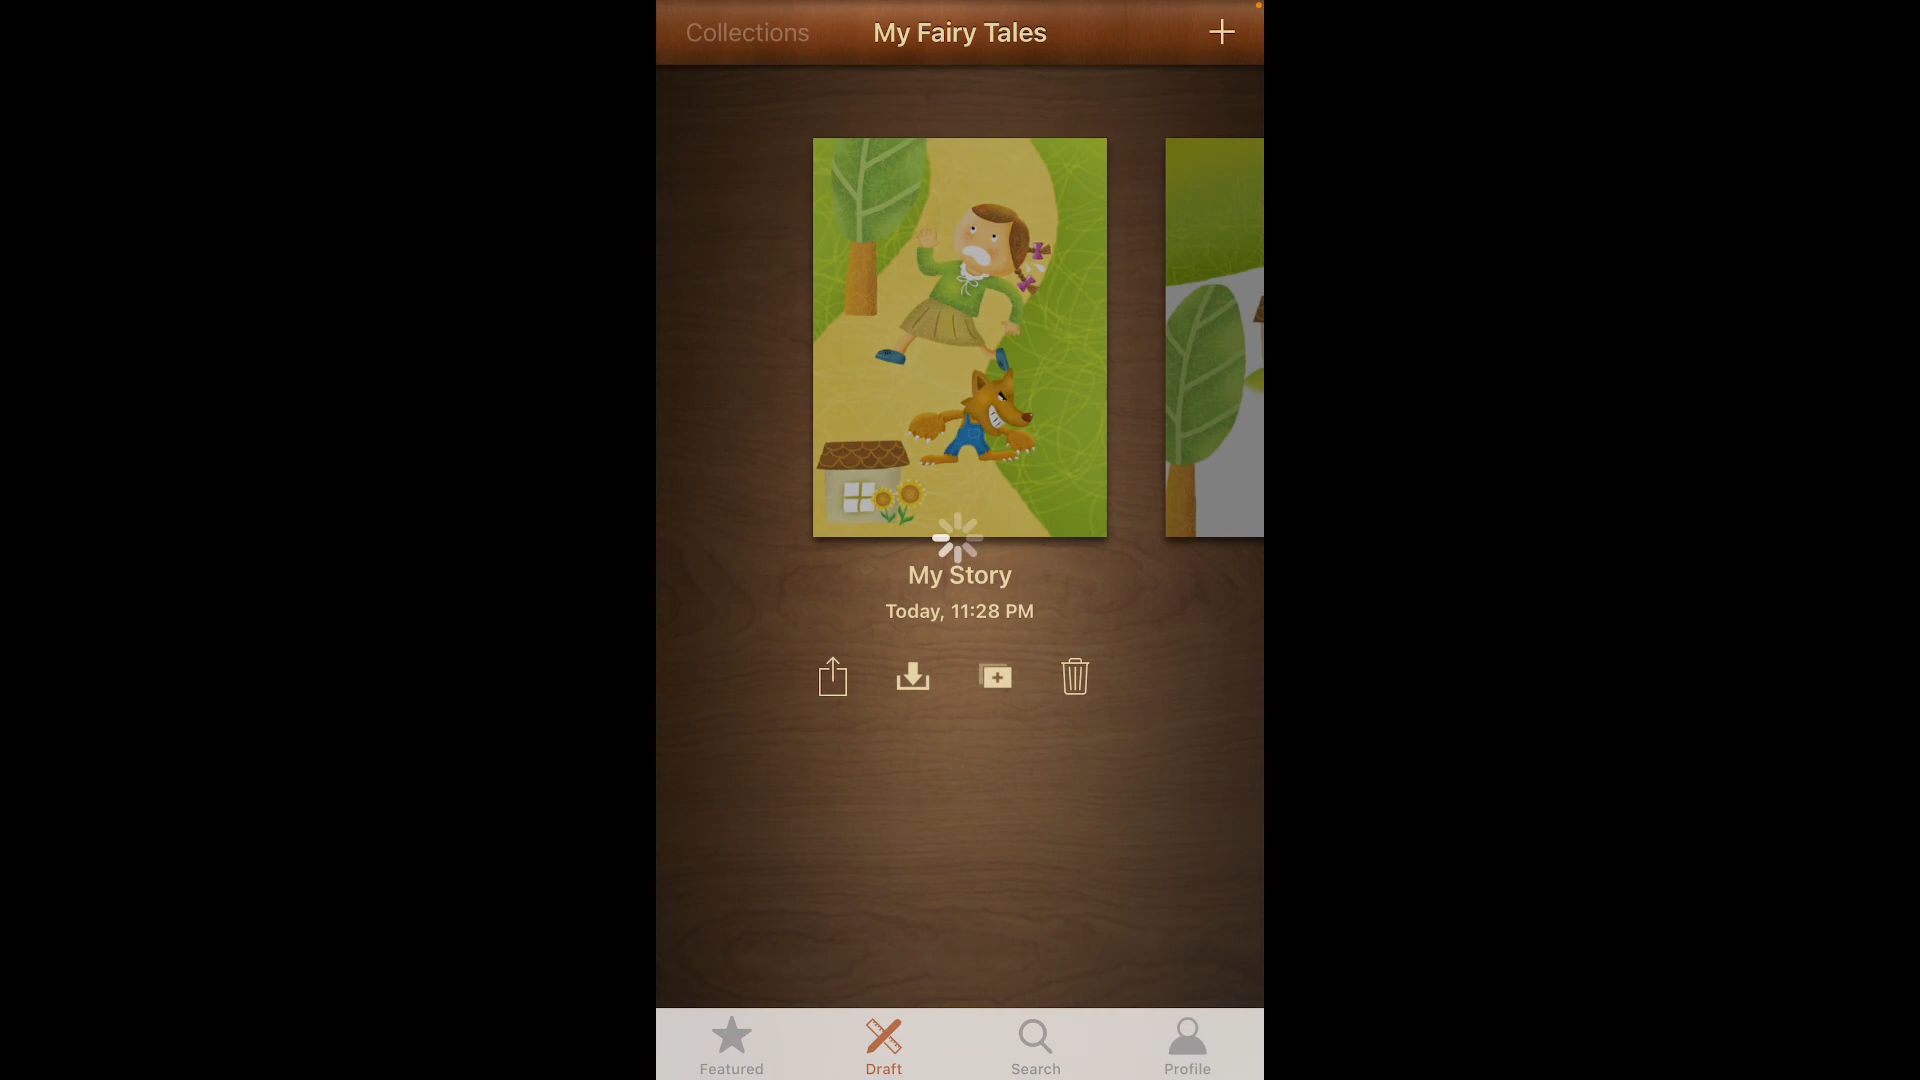 Collections
My Fairy Tales
My Story
Today, 11:28 PM
Featured
Draft
Search
Profile